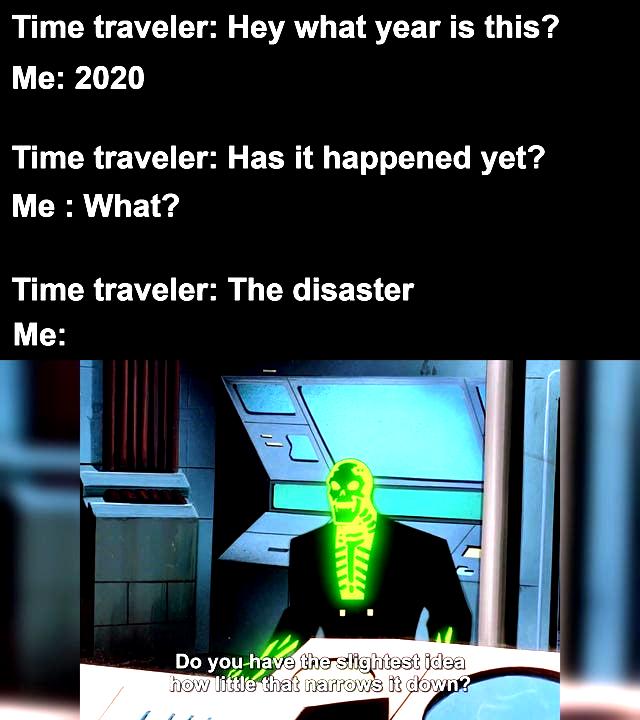 Time traveler: Hey what year is this?
Me: 2020
Time traveler: Has it happened yet?
Me : What?
Time traveler: The disaster
Me:
Do you have the slightest idea
how little that narrows it down?